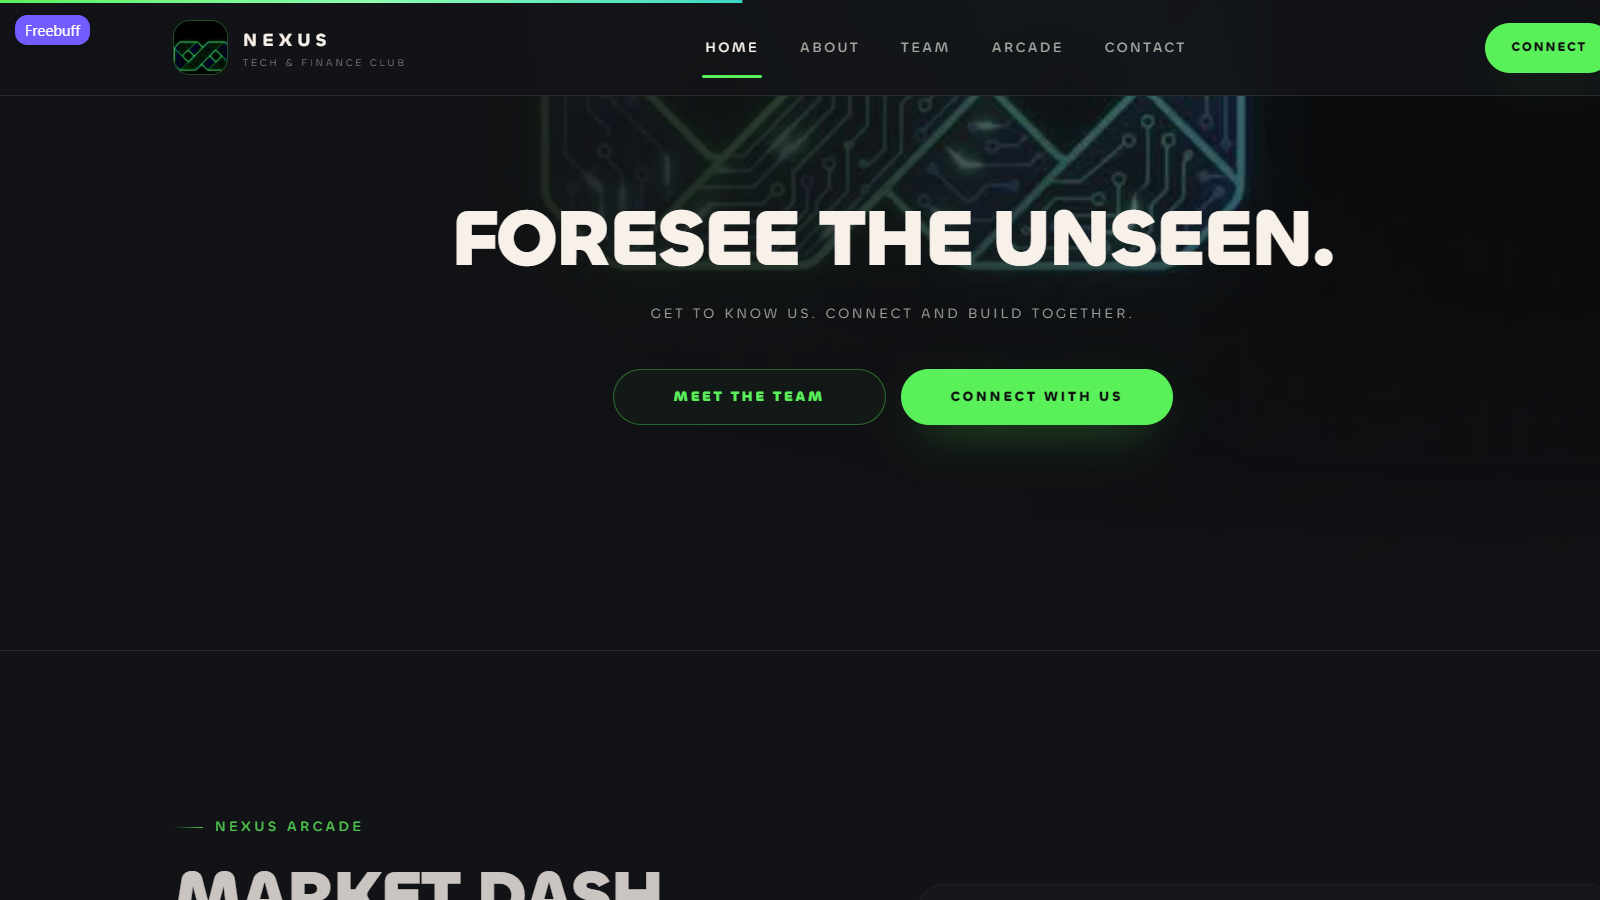 Freebuff
NEXUS
TECH & FINANCE CLUB
HOME
ABOUT
TEAM
ARCADE
CONTACT
CONNECT
FORESEE THE UNSEEN.
GET TO KNOW US. CONNECT AND BUILD TOGETHER.
MEET THE TEAM
CONNECT WITH US
NEXUS ARCADE
MARKET DASH